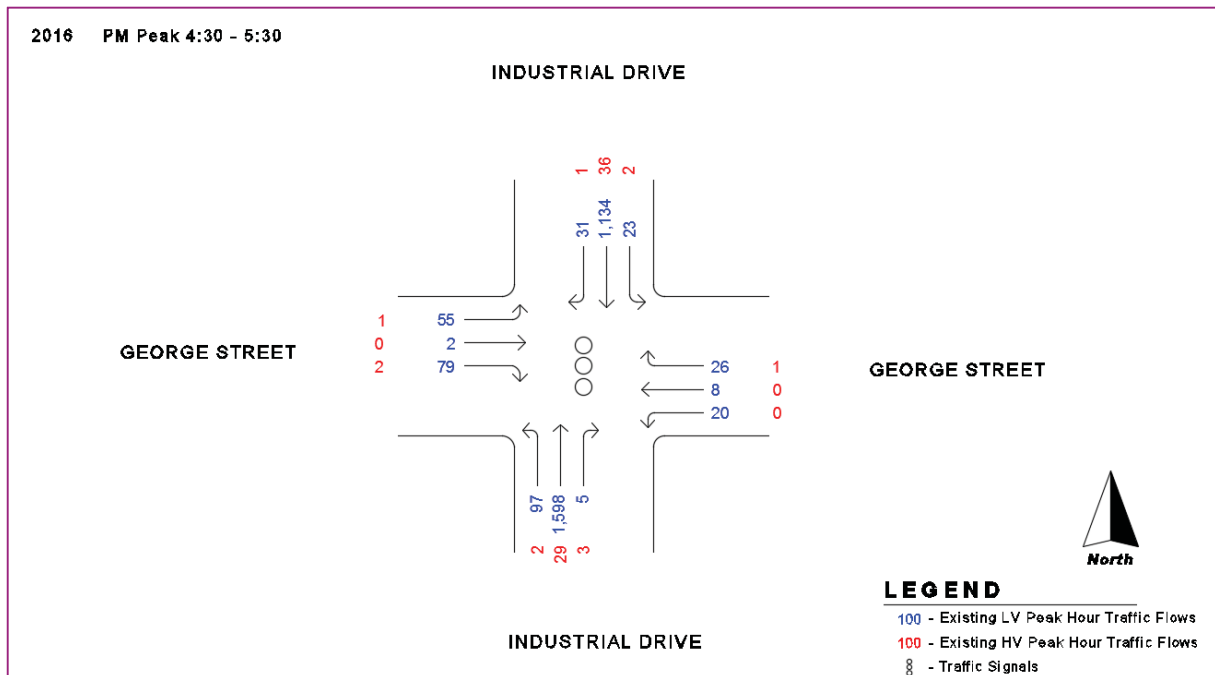 2016 PM Peak 4:30 - 5:30
INDUSTRIAL DRIVE
1 36 2
31 1,134 23
1 55
0 2
2 79
GEORGE STREET
26 1
8 0
20 0
GEORGE STREET
97 1,598 5
2 29 3
North
INDUSTRIAL DRIVE
LEGEND
100 - Existing LV Peak Hour Traffic Flows
100 - Existing HV Peak Hour Traffic Flows
- Traffic Signals